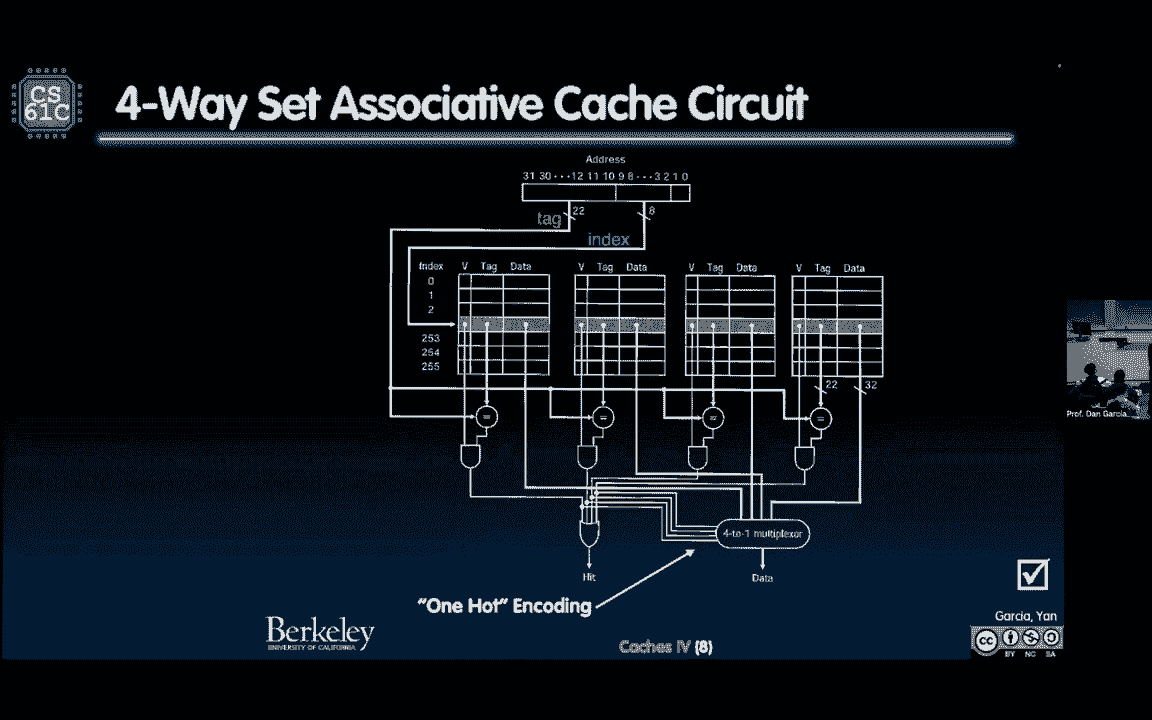 CS
61C
4-Way Set Associative Cache Circuit
Address
31 30 • • • 12 11 10 9 8 • • • 3 2 1 0
tag
22
8
index
Index
V Tag Data
V Tag Data
V Tag Data
V Tag Data
0
1
2
253
254
255
22
32
=
=
=
=
4-to-1 multiplexor
Hit
Data
"One Hot" Encoding
Berkeley
UNIVERSITY OF CALIFORNIA
Caches IV (8)
Garcia, Yan
cc
BY NC SA
Prof. Dan Garcia